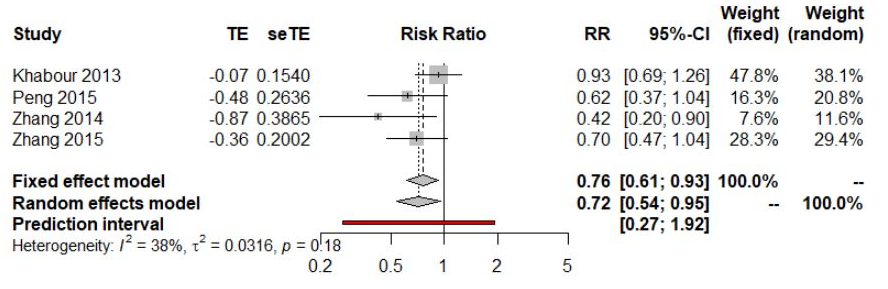 Weight Weight
Study TE seTE Risk Ratio RR 95%-CI (fixed) (random)
Khabour 2013 -0.07 0.1540 0.93 [0.69; 1.26] 47.8% 38.1%
Peng 2015 -0.48 0.2636 0.62 [0.37; 1.04] 16.3% 20.8%
Zhang 2014 -0.87 0.3865 0.42 [0.20; 0.90] 7.6% 11.6%
Zhang 2015 -0.36 0.2002 0.70 [0.47; 1.04] 28.3% 29.4%
Fixed effect model 0.76 [0.61; 0.93] 100.0% --
Random effects model 0.72 [0.54; 0.95] -- 100.0%
Prediction interval [0.27; 1.92]
Heterogeneity: I² = 38%, τ² = 0.0316, p = 0.18
0.2 0.5 1 2 5